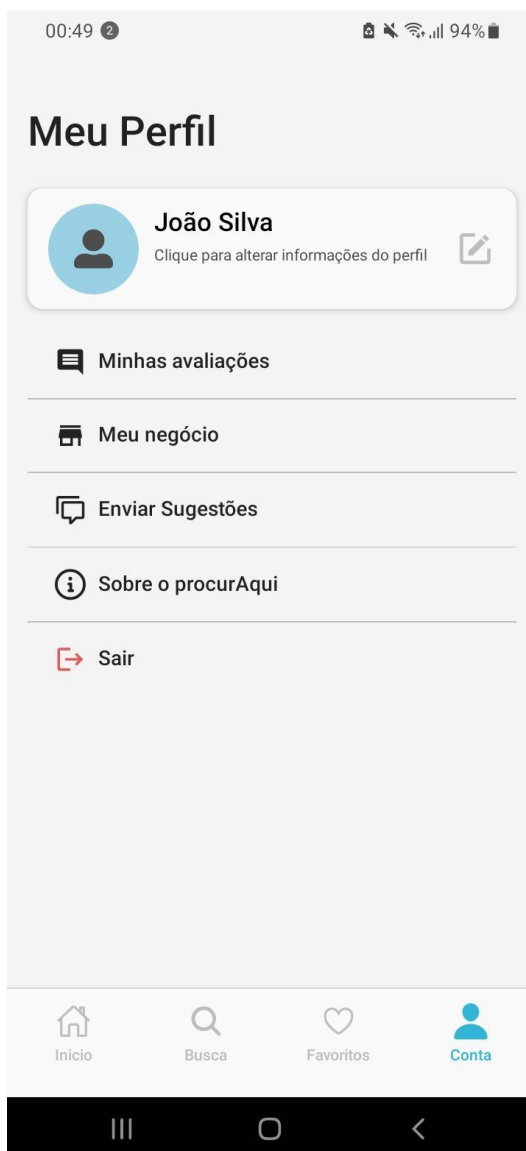 00:49 2 94%
Meu Perfil
João Silva
Clique para alterar informações do perfil
Minhas avaliações
Meu negócio
Enviar Sugestões
Sobre o procurAqui
Sair
Inicio Busca Favoritos Conta